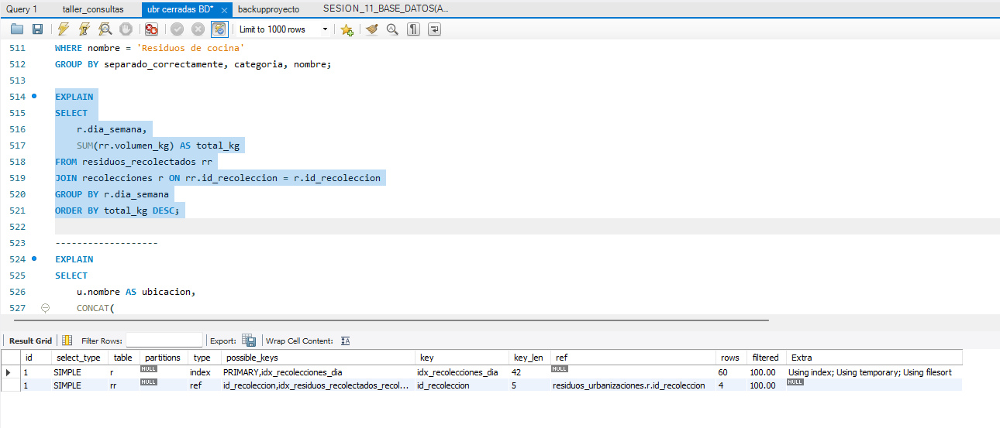 Query 1 taller_consultas ubr cerradas BD* backupproyecto SESION_11_BASE_DATOS(A...
Limit to 1000 rows
511 WHERE nombre = 'Residuos de cocina'
512 GROUP BY separado_correctamente, categoria, nombre;
513
514 EXPLAIN
515 SELECT
516 r.dia_semana,
517 SUM(rr.volumen_kg) AS total_kg
518 FROM residuos_recolectados rr
519 JOIN recolecciones r ON rr.id_recoleccion = r.id_recoleccion
520 GROUP BY r.dia_semana
521 ORDER BY total_kg DESC;
522
523 -------------------
524 EXPLAIN
525 SELECT
526 u.nombre AS ubicacion,
527 CONCAT(
Result Grid Filter Rows: Export: Wrap Cell Content:
id select_type table partitions type possible_keys key key_len ref rows filtered Extra
1 SIMPLE r NULL index PRIMARY,idx_recolecciones_dia idx_recolecciones_dia 42 NULL 60 100.00 Using index; Using temporary; Using filesort
1 SIMPLE rr NULL ref id_recoleccion,idx_residuos_recolectados_recol... id_recoleccion 5 residuos_urbanizaciones.r.id_recoleccion 4 100.00 NULL